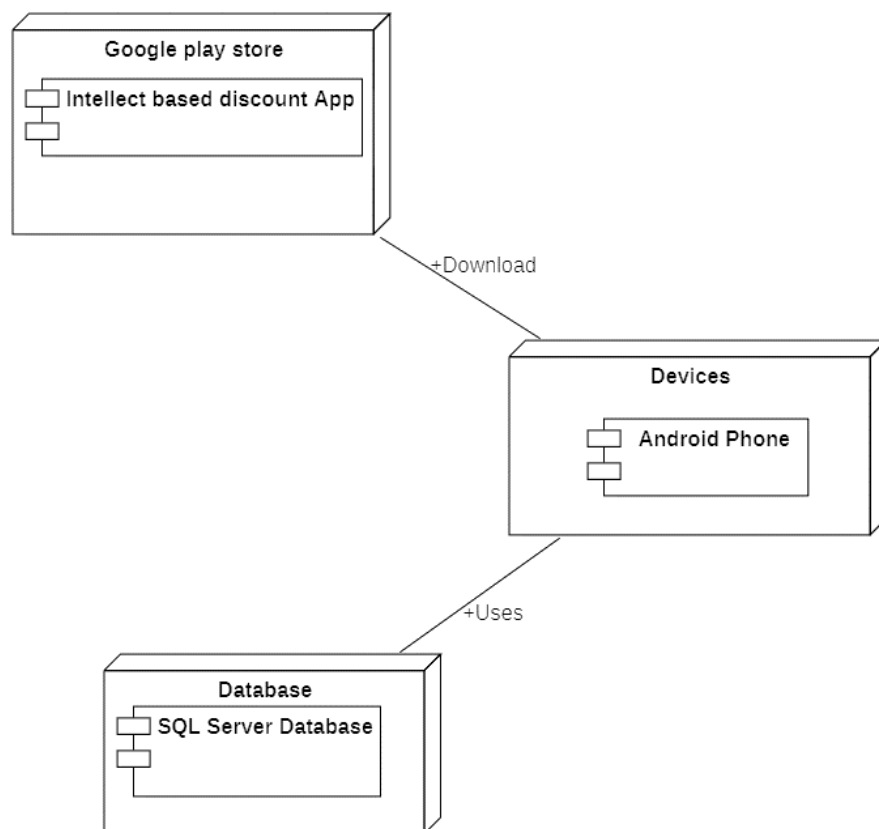 Google play store
Intellect based discount App
+Download
Devices
Android Phone
+Uses
Database
SQL Server Database